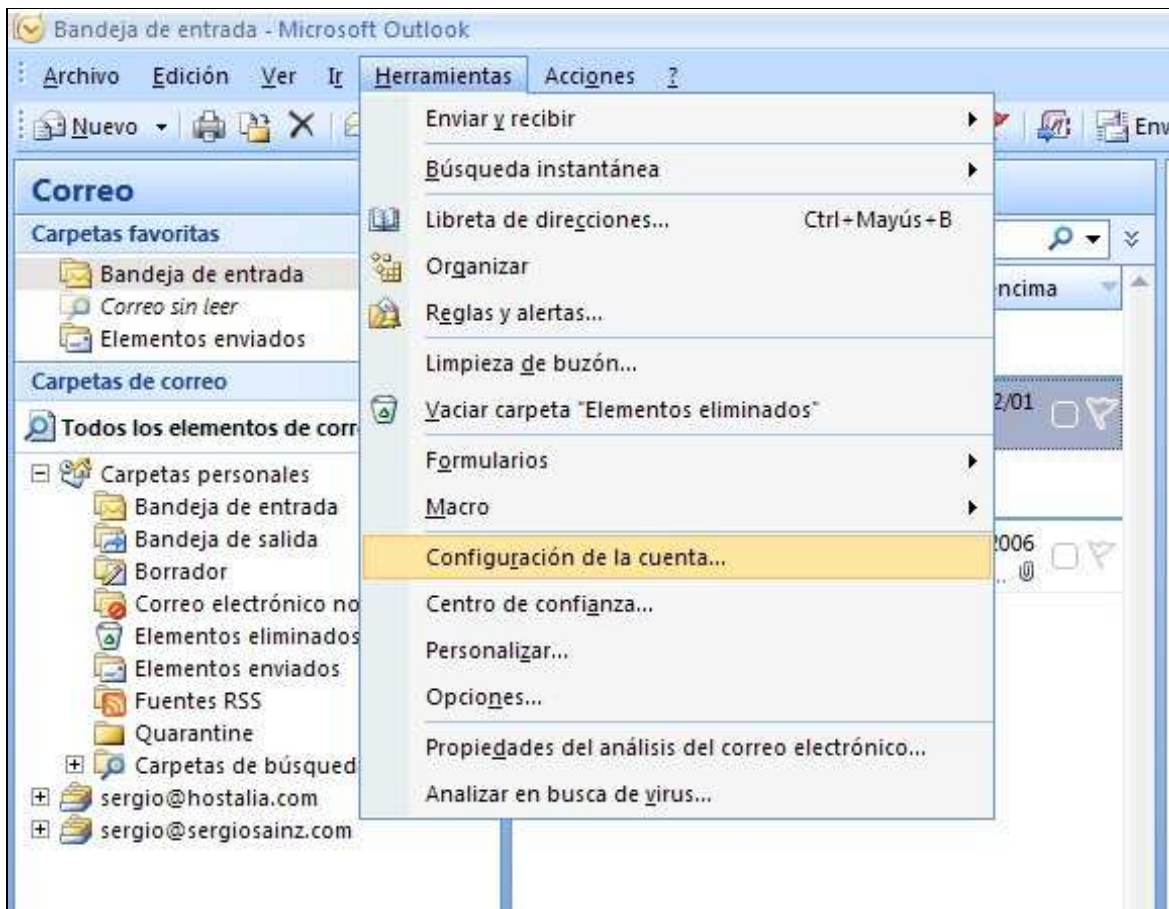 Bandeja de entrada - Microsoft Outlook
Archivo Edición Ver Ir Herramientas Acciones ?
Nuevo
Correo
Carpetas favoritas
Bandeja de entrada
Correo sin leer
Elementos enviados
Carpetas de correo
Todos los elementos de corr
Carpetas personales
Bandeja de entrada
Bandeja de salida
Borrador
Correo electrónico no
Elementos eliminados
Elementos enviados
Fuentes RSS
Quarantine
Carpetas de búsqued
sergio@hostalia.com
sergio@sergiosainz.com
Enviar y recibir
Búsqueda instantánea
Libreta de direcciones... Ctrl+Mayús+B
Organizar
Reglas y alertas...
Limpieza de buzón...
Vaciar carpeta "Elementos eliminados"
Formularios
Macro
Configuración de la cuenta...
Centro de confianza...
Personalizar...
Opciones...
Propiedades del análisis del correo electrónico...
Analizar en busca de virus...
Env
ncima
2/01
2006